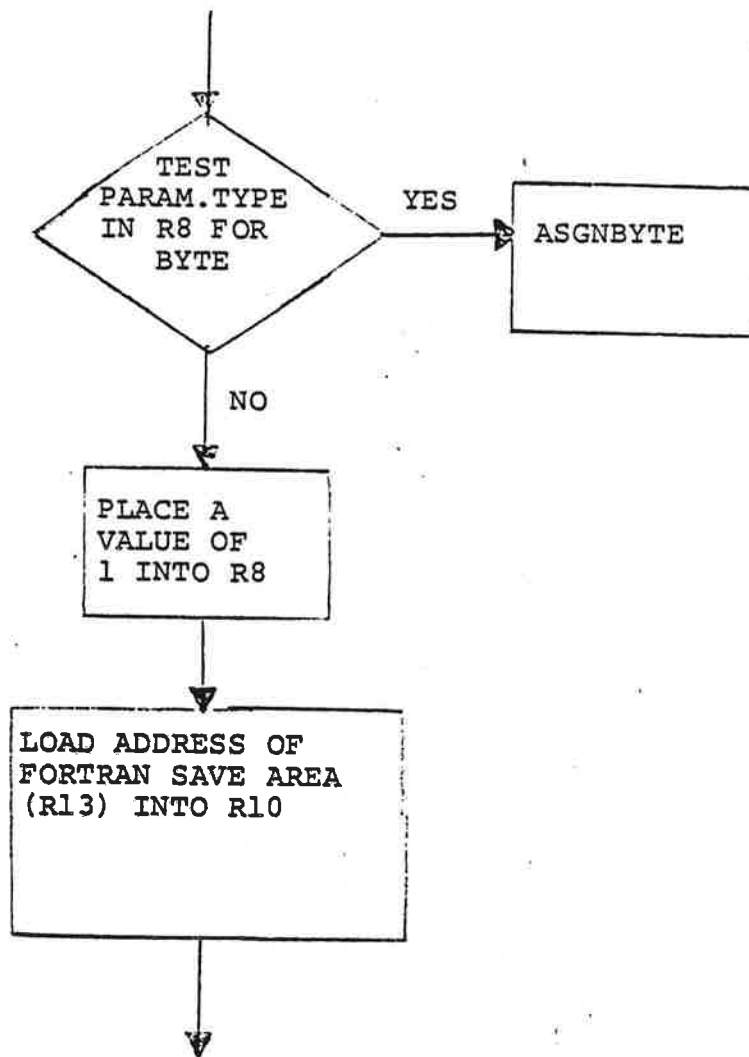 TEST
PARAM.TYPE
IN R8 FOR
BYTE
YES
ASGNBYTE
NO
PLACE A
VALUE OF
1 INTO R8
LOAD ADDRESS OF
FORTRAN SAVE AREA
(R13) INTO R10